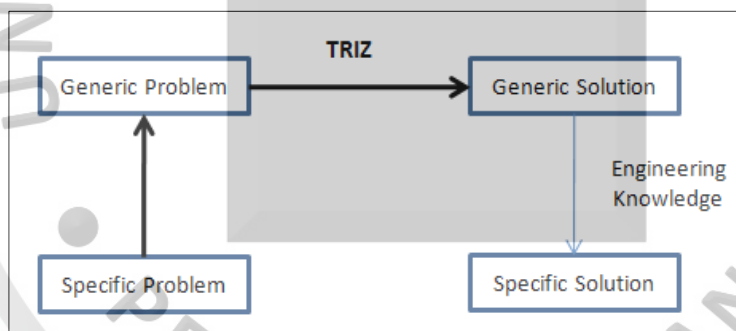 TRIZ
Generic Problem
Generic Solution
Engineering
Knowledge
Specific Problem
Specific Solution